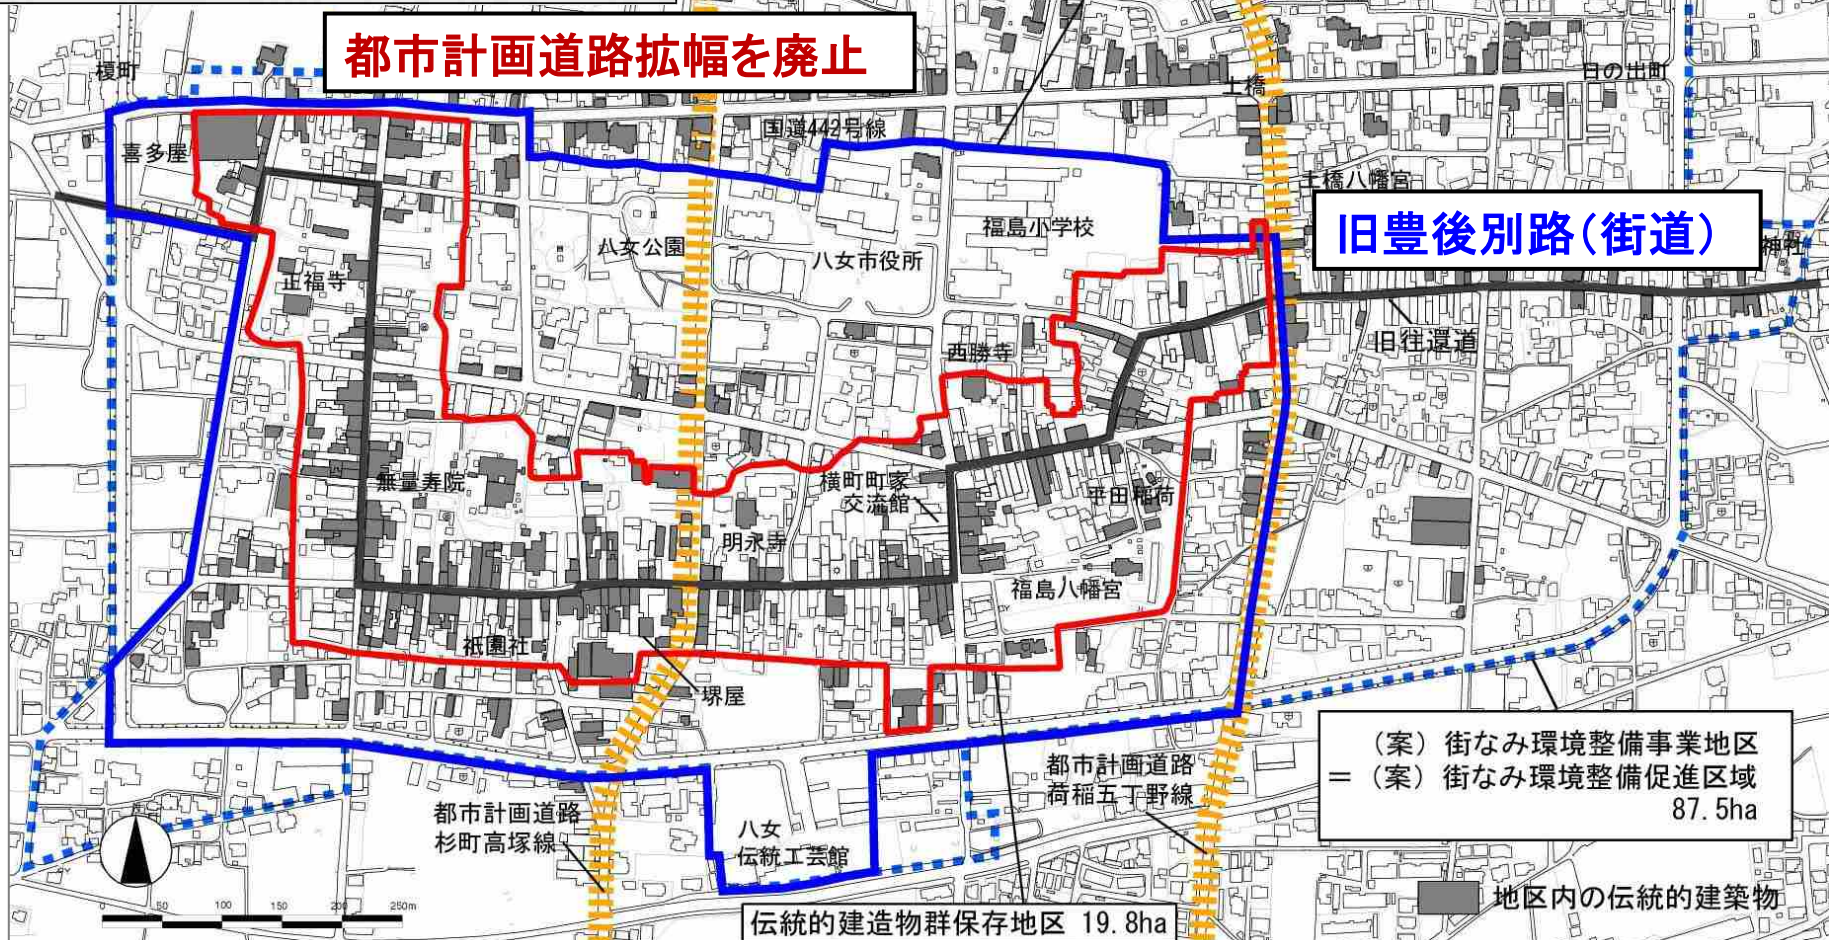 都市計画道路拡幅を廃止
榎町
土橋
日の出町
国道442号線
喜多屋
土橋八幡宮
旧豊後別路(街道)
神社
福島小学校
八女公園
八女市役所
正福寺
旧往還道
西勝寺
無量寿院
横町町家
交流館
平田稲荷
明永寺
福島八幡宮
祇園社
堺屋
(案)街なみ環境整備事業地区
=(案)街なみ環境整備促進区域
87.5ha
都市計画道路
荷稲五丁野線
都市計画道路
杉町高塚線
八女
伝統工芸館
0 50 100 150 200 250m
地区内の伝統的建築物
伝統的建造物群保存地区 19.8ha